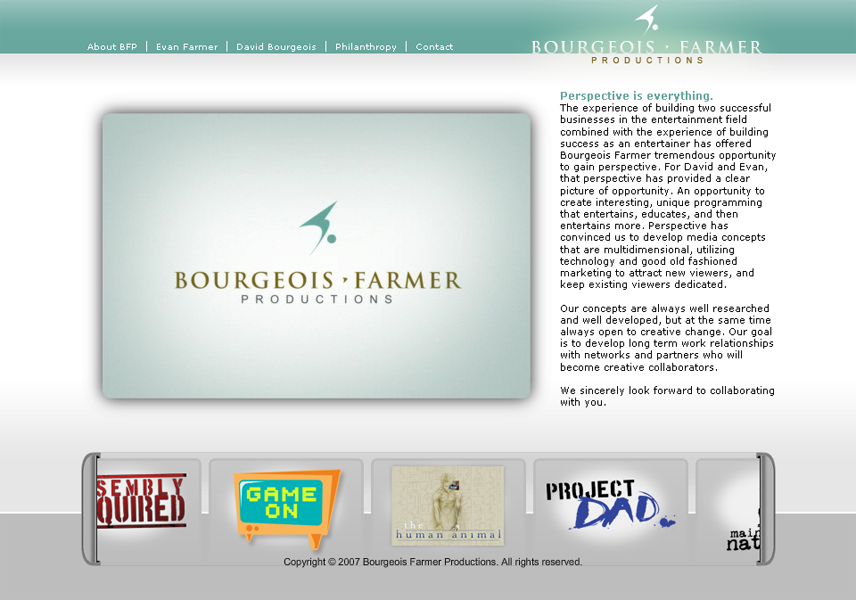 About BFP | Evan Farmer | David Bourgeois | Philanthropy | Contact
BOURGEOIS · FARMER
PRODUCTIONS
Perspective is everything.
The experience of building two successful
businesses in the entertainment field
combined with the experience of building
success as an entertainer has offered
Bourgeois Farmer tremendous opportunity
to gain perspective. For David and Evan,
that perspective has provided a clear
picture of opportunity. An opportunity to
create interesting, unique programming
that entertains, educates, and then
entertains more. Perspective has
convinced us to develop media concepts
that are multidimensional, utilizing
technology and good old fashioned
marketing to attract new viewers, and
keep existing viewers dedicated.
Our concepts are always well researched
and well developed, but at the same time
always open to creative change. Our goal
is to develop long term work relationships
with networks and partners who will
become creative collaborators.
We sincerely look forward to collaborating
with you.
BOURGEOIS · FARMER
PRODUCTIONS
SEMBLY
QUIRED
GAME
ON
the
human animal
PROJECT
DAD
main
nat
Copyright © 2007 Bourgeois Farmer Productions. All rights reserved.